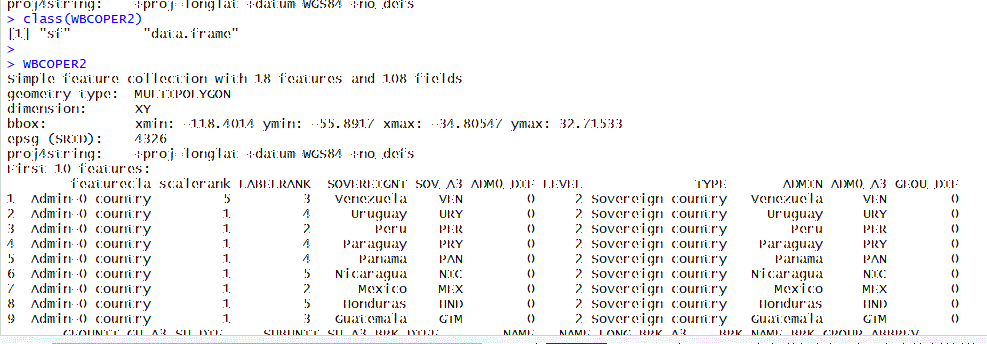 proj4string: +proj=longlat +datum=WGS84 +no_defs
> class(WBCOPER2)
[1] "sf" "data.frame"
>
> WBCOPER2
Simple feature collection with 18 features and 108 fields
geometry type: MULTIPOLYGON
dimension: XY
bbox: xmin: -118.4014 ymin: -55.8917 xmax: -34.80547 ymax: 32.71533
epsg (SRID): 4326
proj4string: +proj=longlat +datum=WGS84 +no_defs
First 10 features:
featurecla scalerank LABELRANK SOVEREIGNT SOV_A3 ADM0_DIF LEVEL TYPE ADMIN ADM0_A3 GEOU_DIF
1 Admin-0 country 5 3 Venezuela VEN 0 2 Sovereign country Venezuela VEN 0
2 Admin-0 country 1 4 Uruguay URY 0 2 Sovereign country Uruguay URY 0
3 Admin-0 country 1 2 Peru PER 0 2 Sovereign country Peru PER 0
4 Admin-0 country 1 4 Paraguay PRY 0 2 Sovereign country Paraguay PRY 0
5 Admin-0 country 1 4 Panama PAN 0 2 Sovereign country Panama PAN 0
6 Admin-0 country 1 5 Nicaragua NIC 0 2 Sovereign country Nicaragua NIC 0
7 Admin-0 country 1 2 Mexico MEX 0 2 Sovereign country Mexico MEX 0
8 Admin-0 country 1 5 Honduras HND 0 2 Sovereign country Honduras HND 0
9 Admin-0 country 1 3 Guatemala GTM 0 2 Sovereign country Guatemala GTM 0
GEOUNIT GU_A3 SU_DIF SUBUNIT SU_A3 BRK_DIFF NAME NAME_LONG BRK_A3 BRK_NAME BRK_GROUP ABBREV